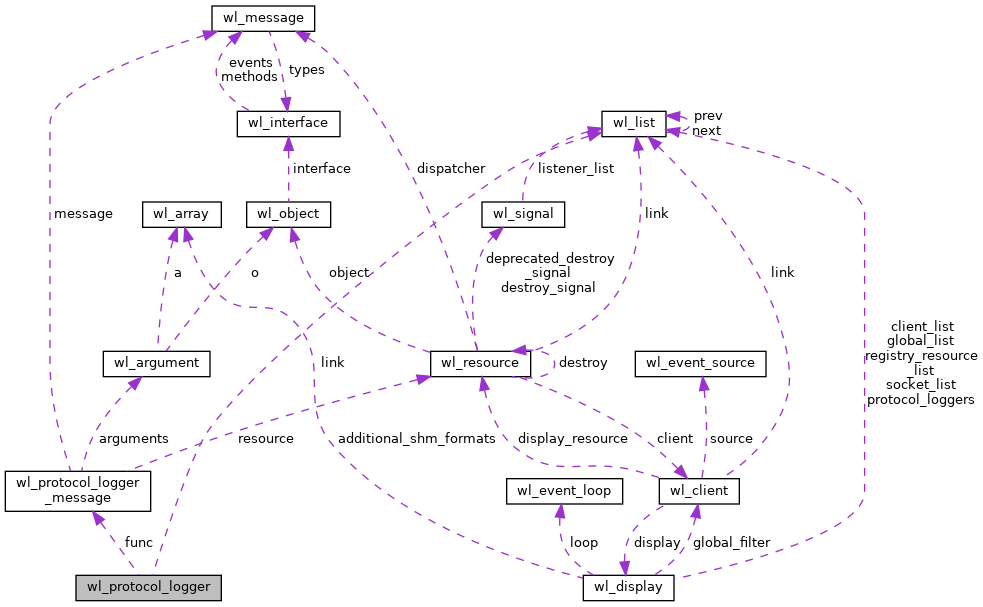 wl_message
events
methods
types
wl_interface
wl_list
prev
next
interface
dispatcher
listener_list
message
wl_array
wl_object
wl_signal
link
a
o
object
deprecated_destroy
_signal
destroy_signal
link
client_list
global_list
registry_resource
_list
socket_list
protocol_loggers
wl_argument
link
wl_resource
destroy
wl_event_source
arguments
resource
additional_shm_formats
display_resource
client
source
wl_protocol_logger
_message
wl_event_loop
wl_client
func
loop
display
global_filter
wl_protocol_logger
wl_display